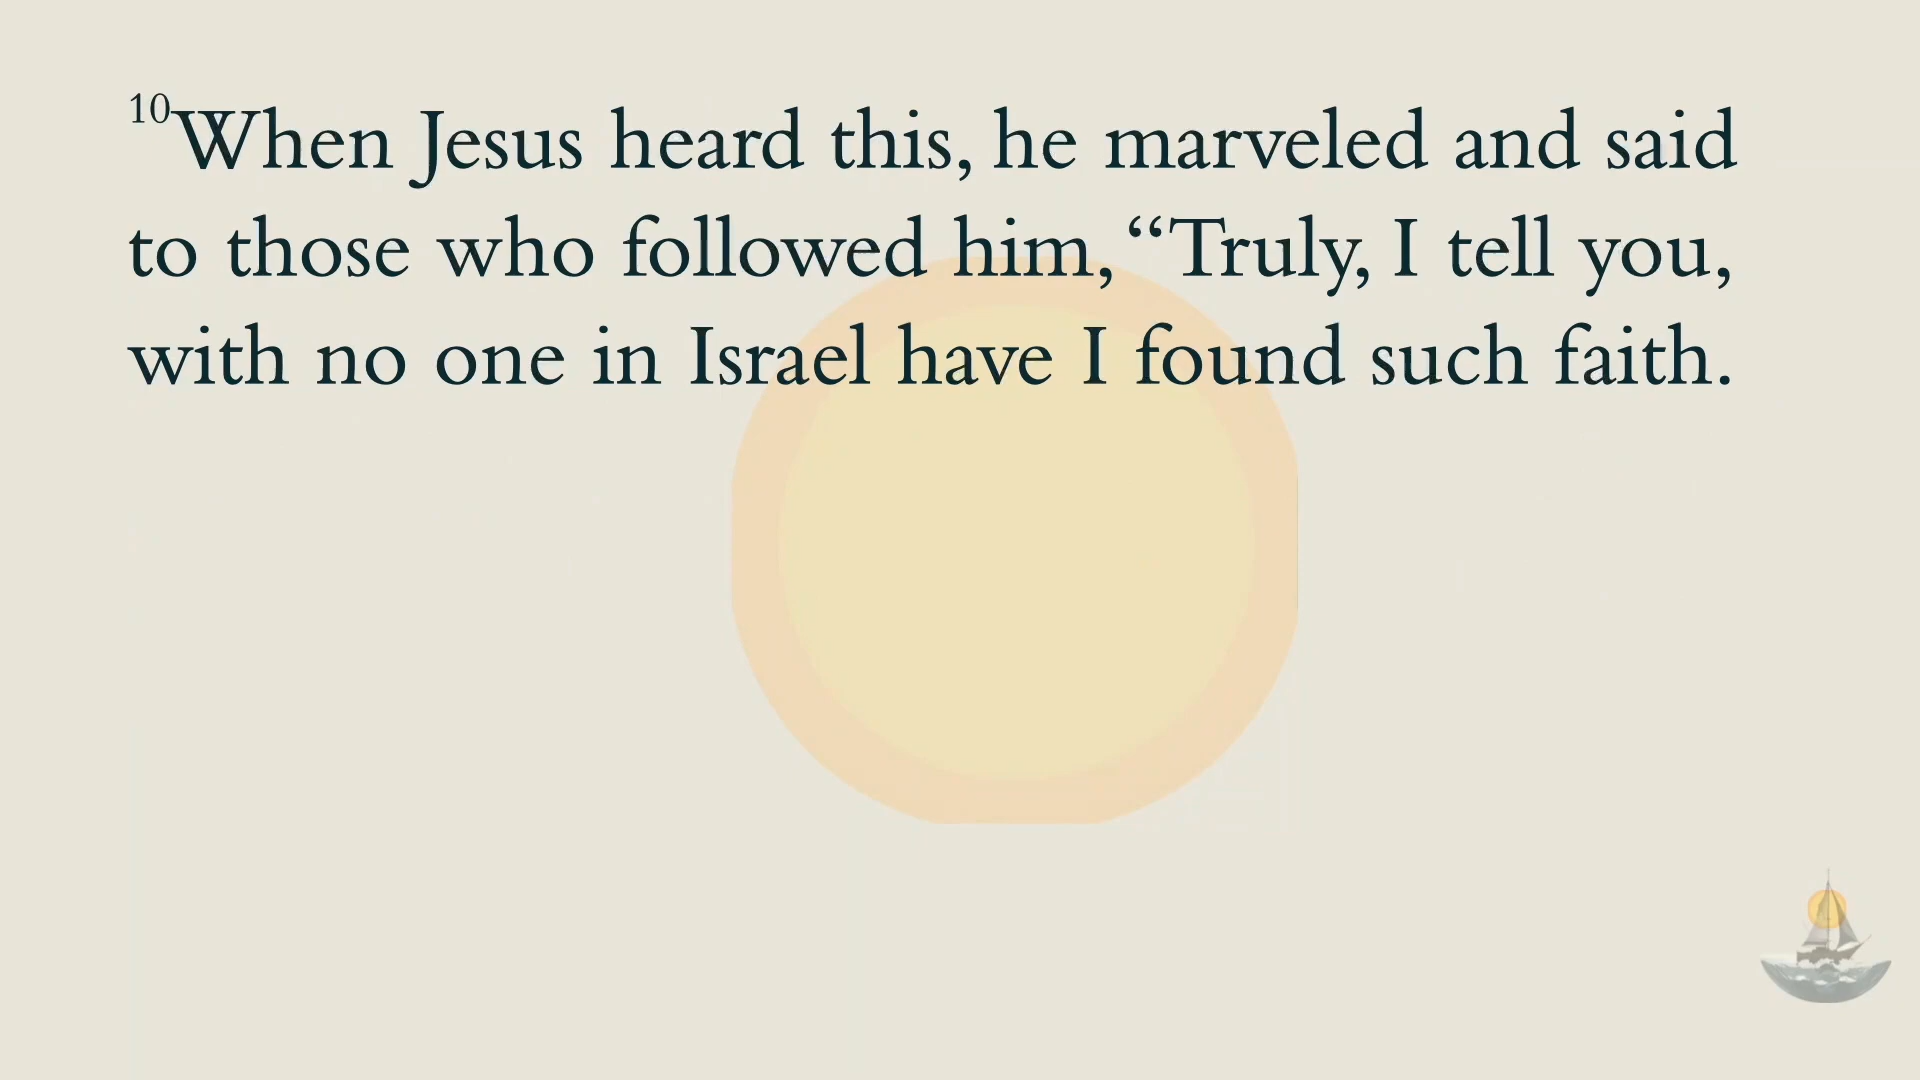 10When Jesus heard this, he marveled and said
to those who followed him, “Truly, I tell you,
with no one in Israel have I found such faith.